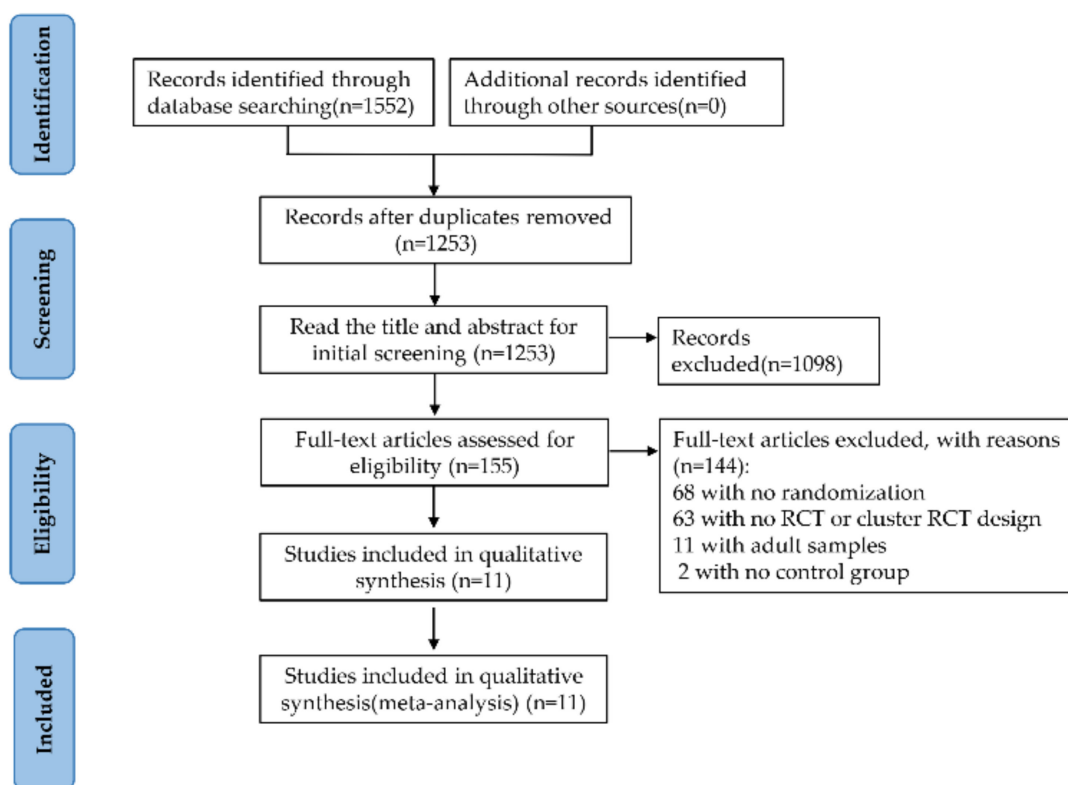 Identification
Records identified through
database searching(n=1552)
Additional records identified
through other sources(n=0)
Screening
Records after duplicates removed
(n=1253)
Read the title and abstract for
initial screening (n=1253)
Records
excluded(n=1098)
Eligibility
Full-text articles assessed for
eligibility (n=155)
Full-text articles excluded, with reasons
(n=144):
68 with no randomization
63 with no RCT or cluster RCT design
11 with adult samples
2 with no control group
Studies included in qualitative
synthesis (n=11)
Included
Studies included in qualitative
synthesis(meta-analysis) (n=11)